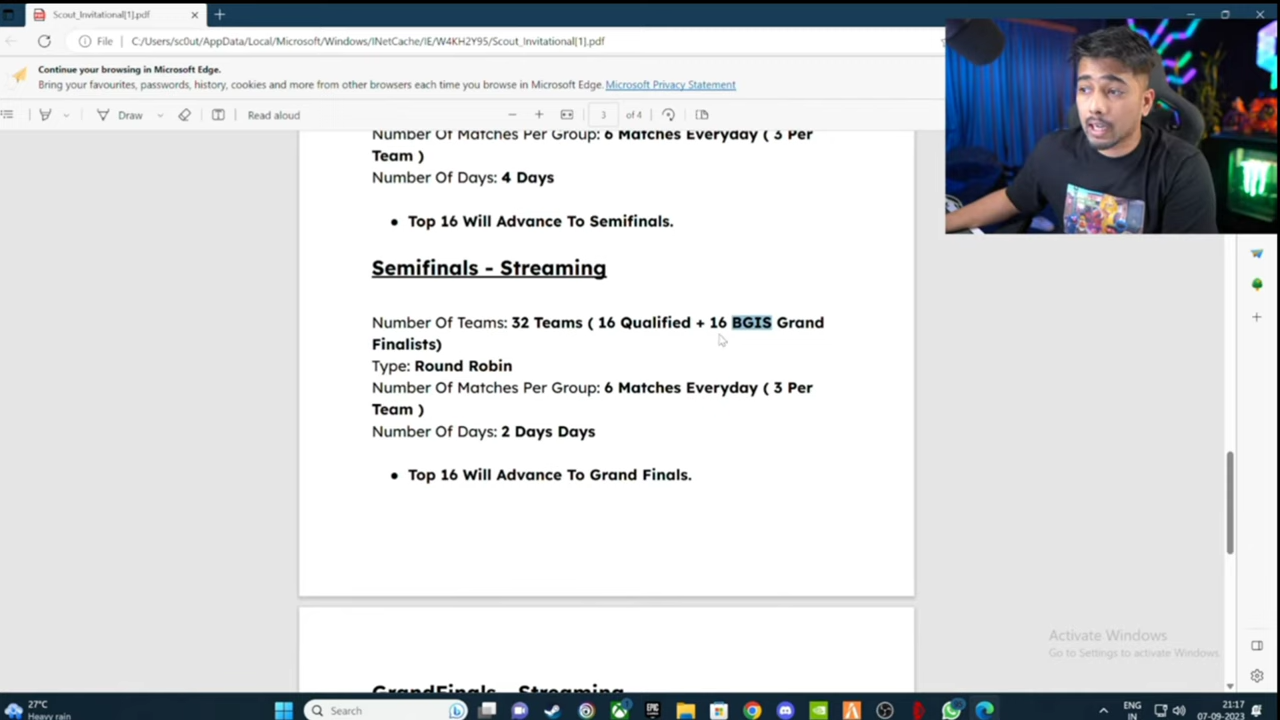 Scout_Invitational[1].pdf
File
C:/Users/sc0ut/AppData/Local/Microsoft/Windows/INetCache/IE/W4KH2Y95/Scout_Invitational[1].pdf
Continue your browsing in Microsoft Edge.
Bring your favourites, passwords, history, cookies and more from other browsers each time you browse in Microsoft Edge. Microsoft Privacy Statement
Draw
Read aloud
3 of 4
Number Of Matches Per Group: 6 Matches Everyday ( 3 Per
Team )
Number Of Days: 4 Days
• Top 16 Will Advance To Semifinals.
Semifinals - Streaming
Number Of Teams: 32 Teams ( 16 Qualified + 16 BGIS Grand
Finalists)
Type: Round Robin
Number Of Matches Per Group: 6 Matches Everyday ( 3 Per
Team )
Number Of Days: 2 Days Days
• Top 16 Will Advance To Grand Finals.
GrandFinals - Streaming
Activate Windows
Go to Settings to activate Windows.
27°C
Heavy rain
Search
ENG
IN
21:17
07-09-2023